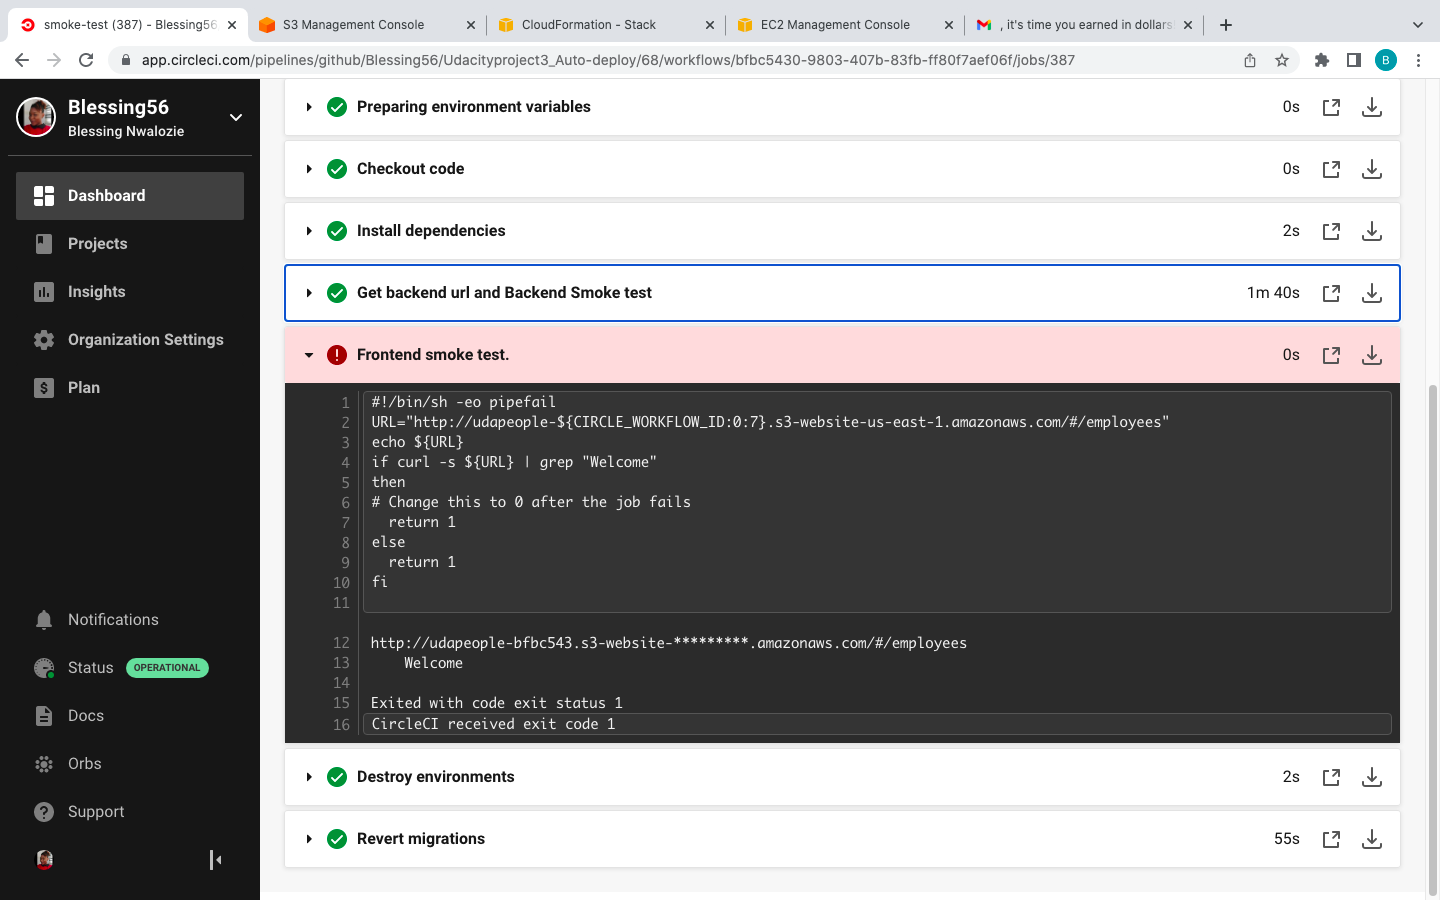 smoke-test (387) - Blessing56
S3 Management Console
CloudFormation - Stack
EC2 Management Console
, it's time you earned in dollars
app.circleci.com/pipelines/github/Blessing56/Udacityproject3_Auto-deploy/68/workflows/bfbc5430-9803-407b-83fb-ff80f7aef06f/jobs/387
B
Blessing56
Blessing Nwalozie
Dashboard
Projects
Insights
Organization Settings
Plan
Notifications
Status OPERATIONAL
Docs
Orbs
Support
Preparing environment variables 0s
Checkout code 0s
Install dependencies 2s
Get backend url and Backend Smoke test 1m 40s
Frontend smoke test. 0s
1 #!/bin/sh -eo pipefail
2 URL="http://udapeople-${CIRCLE_WORKFLOW_ID:0:7}.s3-website-us-east-1.amazonaws.com/#/employees"
3 echo ${URL}
4 if curl -s ${URL} | grep "Welcome"
5 then
6 # Change this to 0 after the job fails
7   return 1
8 else
9   return 1
10 fi
11
12 http://udapeople-bfbc543.s3-website-*********.amazonaws.com/#/employees
13     Welcome
14
15 Exited with code exit status 1
16 CircleCI received exit code 1
Destroy environments 2s
Revert migrations 55s